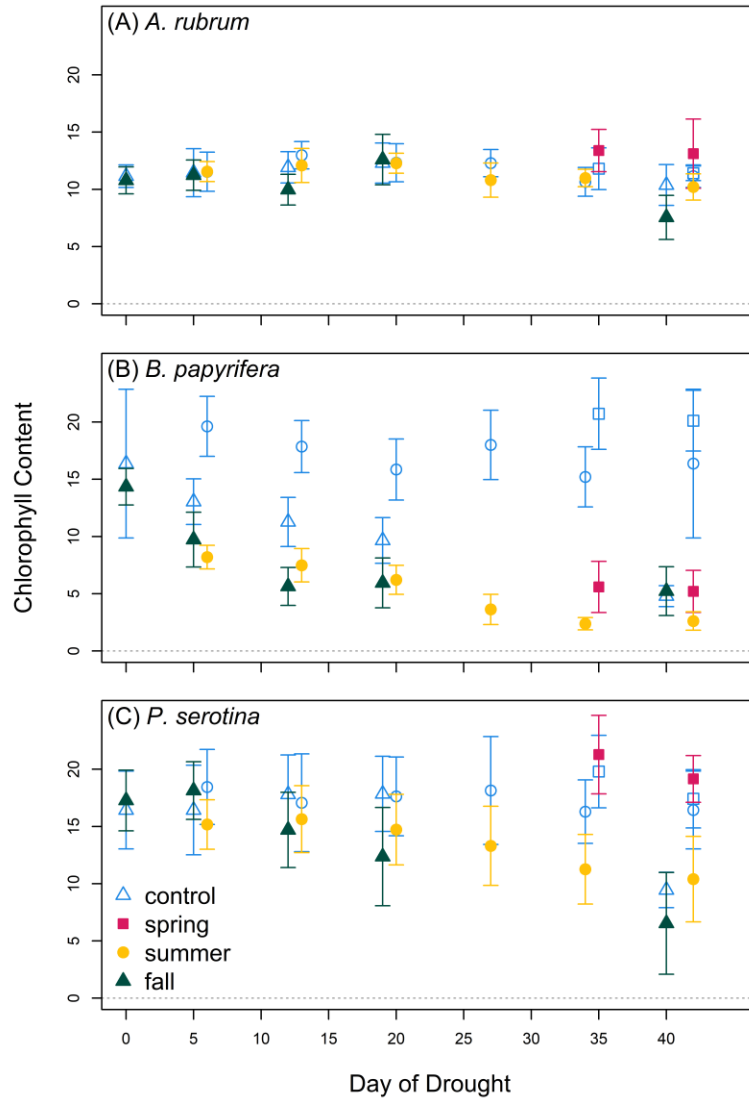 (A) A. rubrum
20
15
10
5
0
(B) B. papyrifera
20
15
10
5
0
Chlorophyll Content
(C) P. serotina
20
15
10
5
0
control
spring
summer
fall
0 5 10 15 20 25 30 35 40
Day of Drought